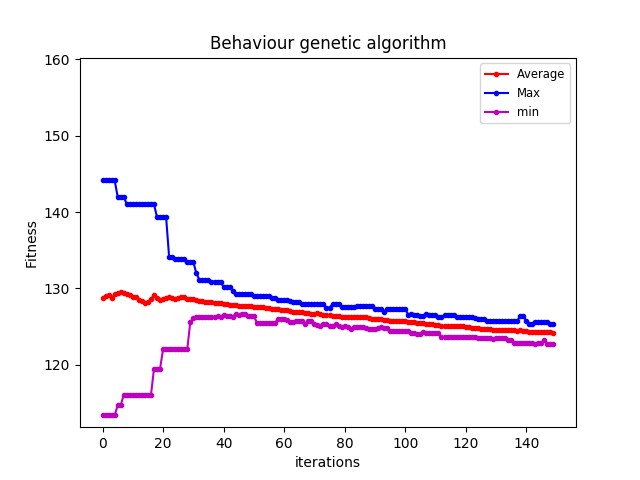 Behaviour genetic algorithm
160
150
140
130
120
Fitness
Average
Max
min
0 20 40 60 80 100 120 140
iterations